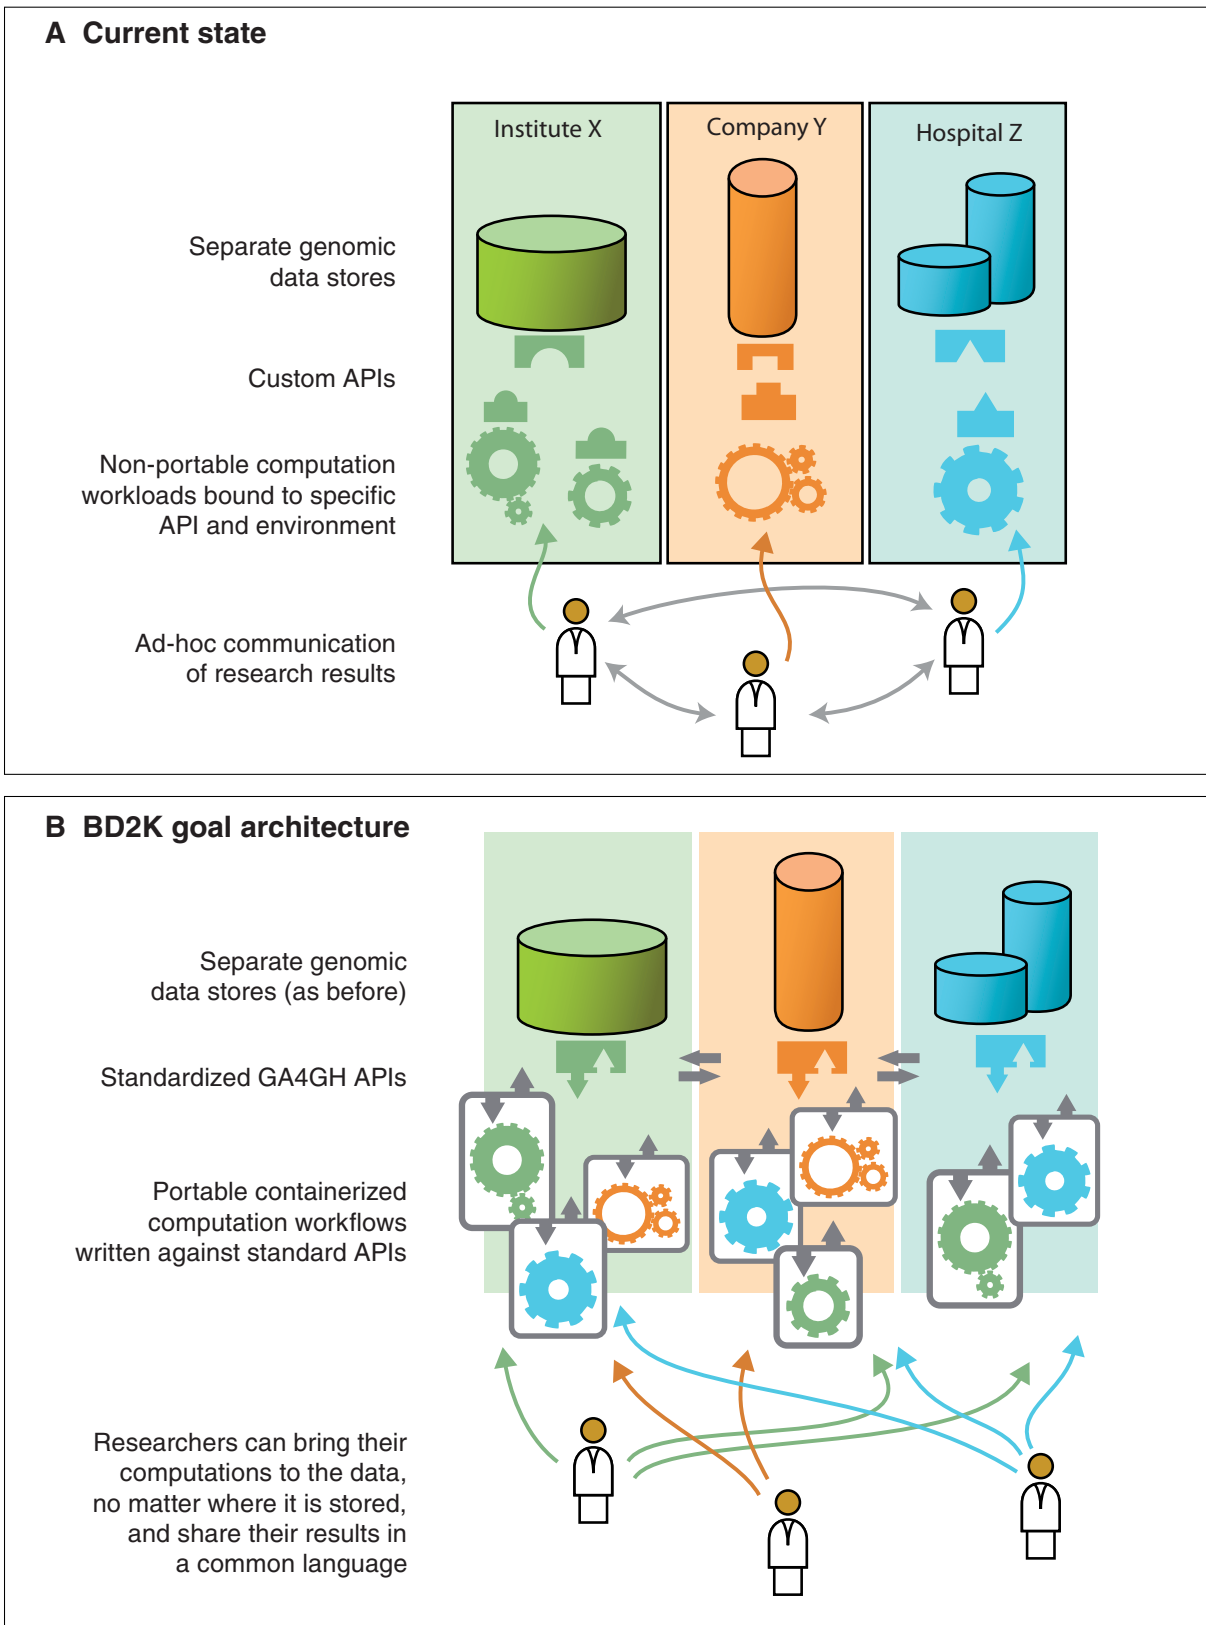 A Current state
Institute X
Company Y
Hospital Z
Separate genomic
data stores
Custom APIs
Non-portable computation
workloads bound to specific
API and environment
Ad-hoc communication
of research results
B BD2K goal architecture
Separate genomic
data stores (as before)
Standardized GA4GH APIs
Portable containerized
computation workflows
written against standard APIs
Researchers can bring their
computations to the data,
no matter where it is stored,
and share their results in
a common language